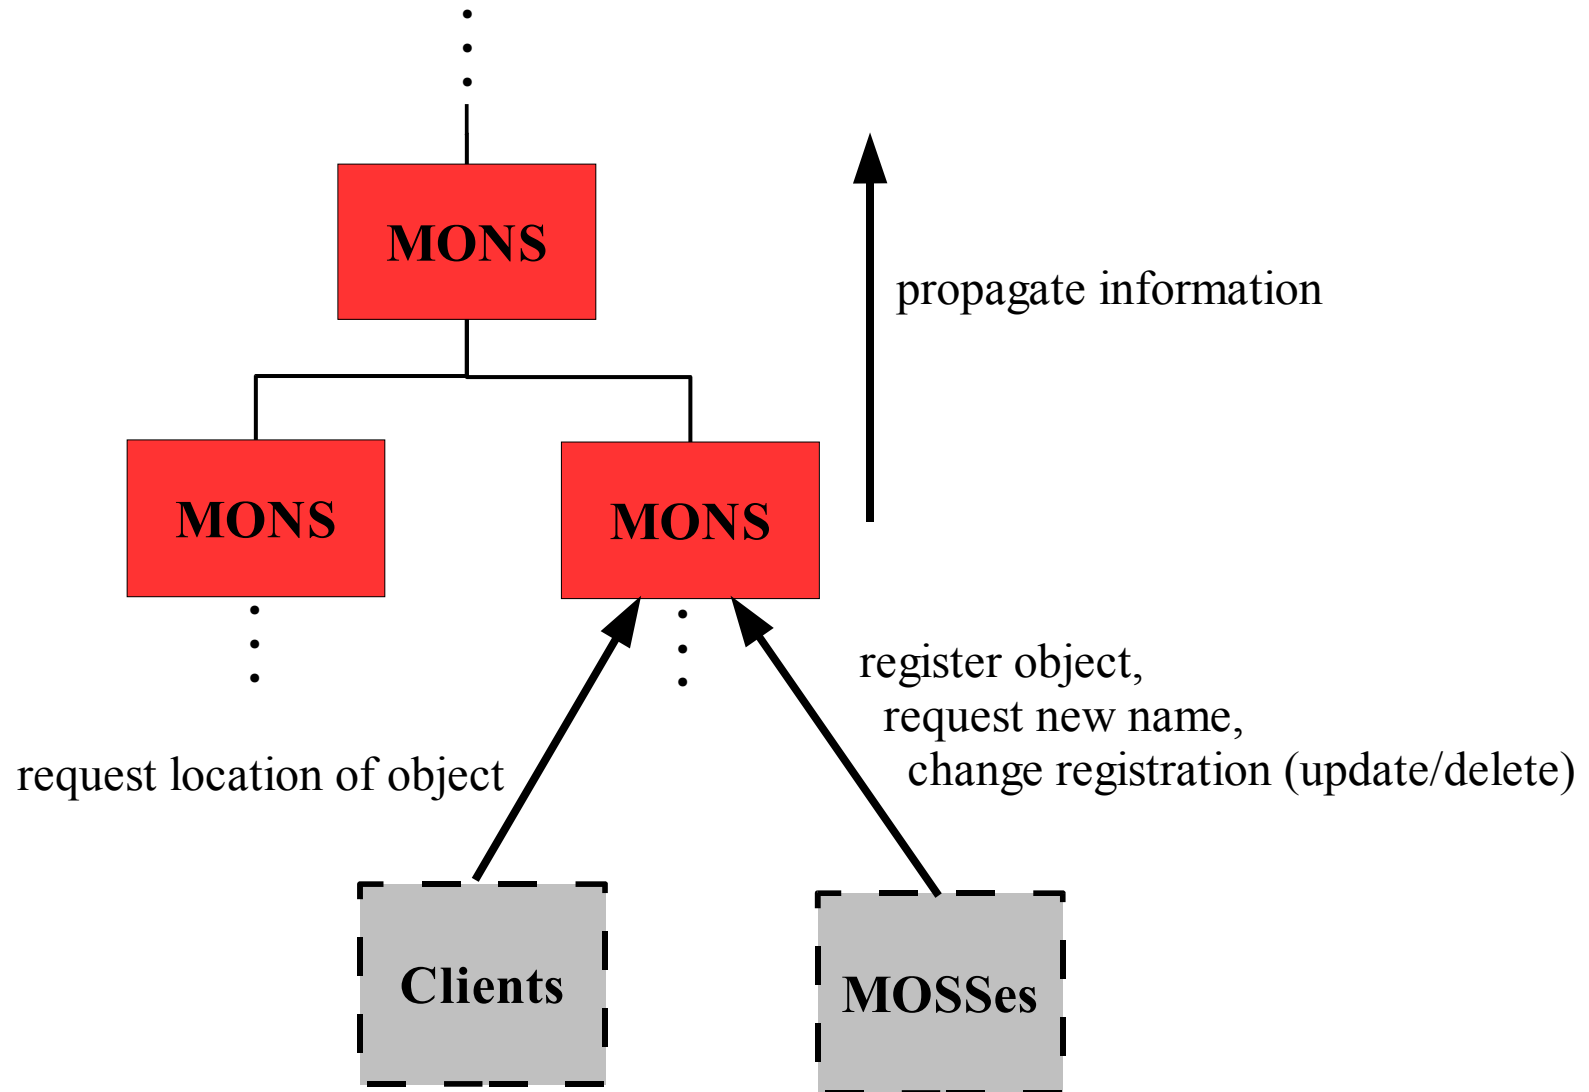 MONS
propagate information
MONS
MONS
register object,
request new name,
change registration (update/delete)
request location of object
Clients
MOSSes